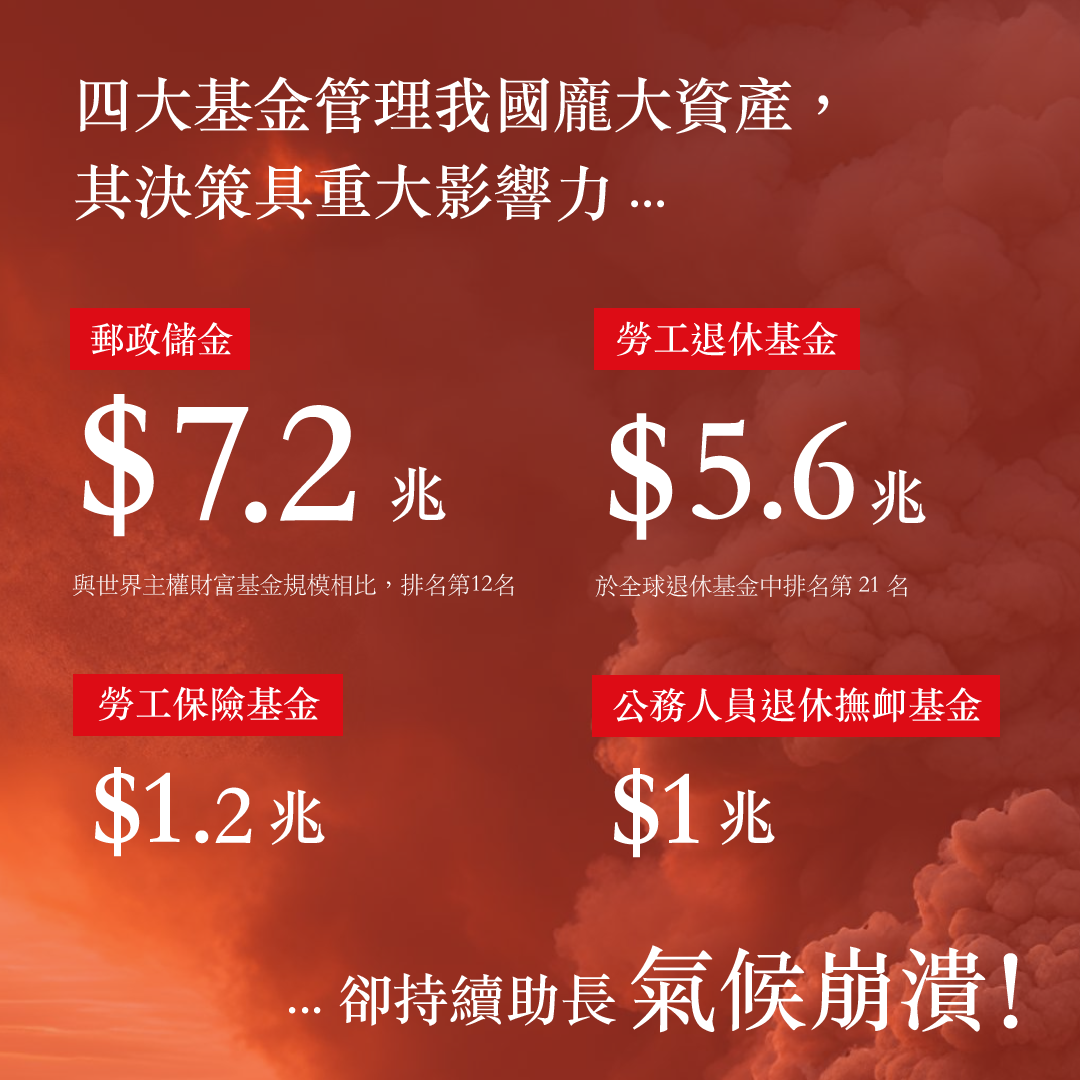 四大基金管理我國龐大資產，
其決策具重大影響力 ...
郵政儲金
$7.2 兆
與世界主權財富基金規模相比，排名第12名
勞工退休基金
$5.6 兆
於全球退休基金中排名第 21 名
勞工保險基金
$1.2 兆
公務人員退休撫卹基金
$1 兆
... 卻持續助長 氣候崩潰！